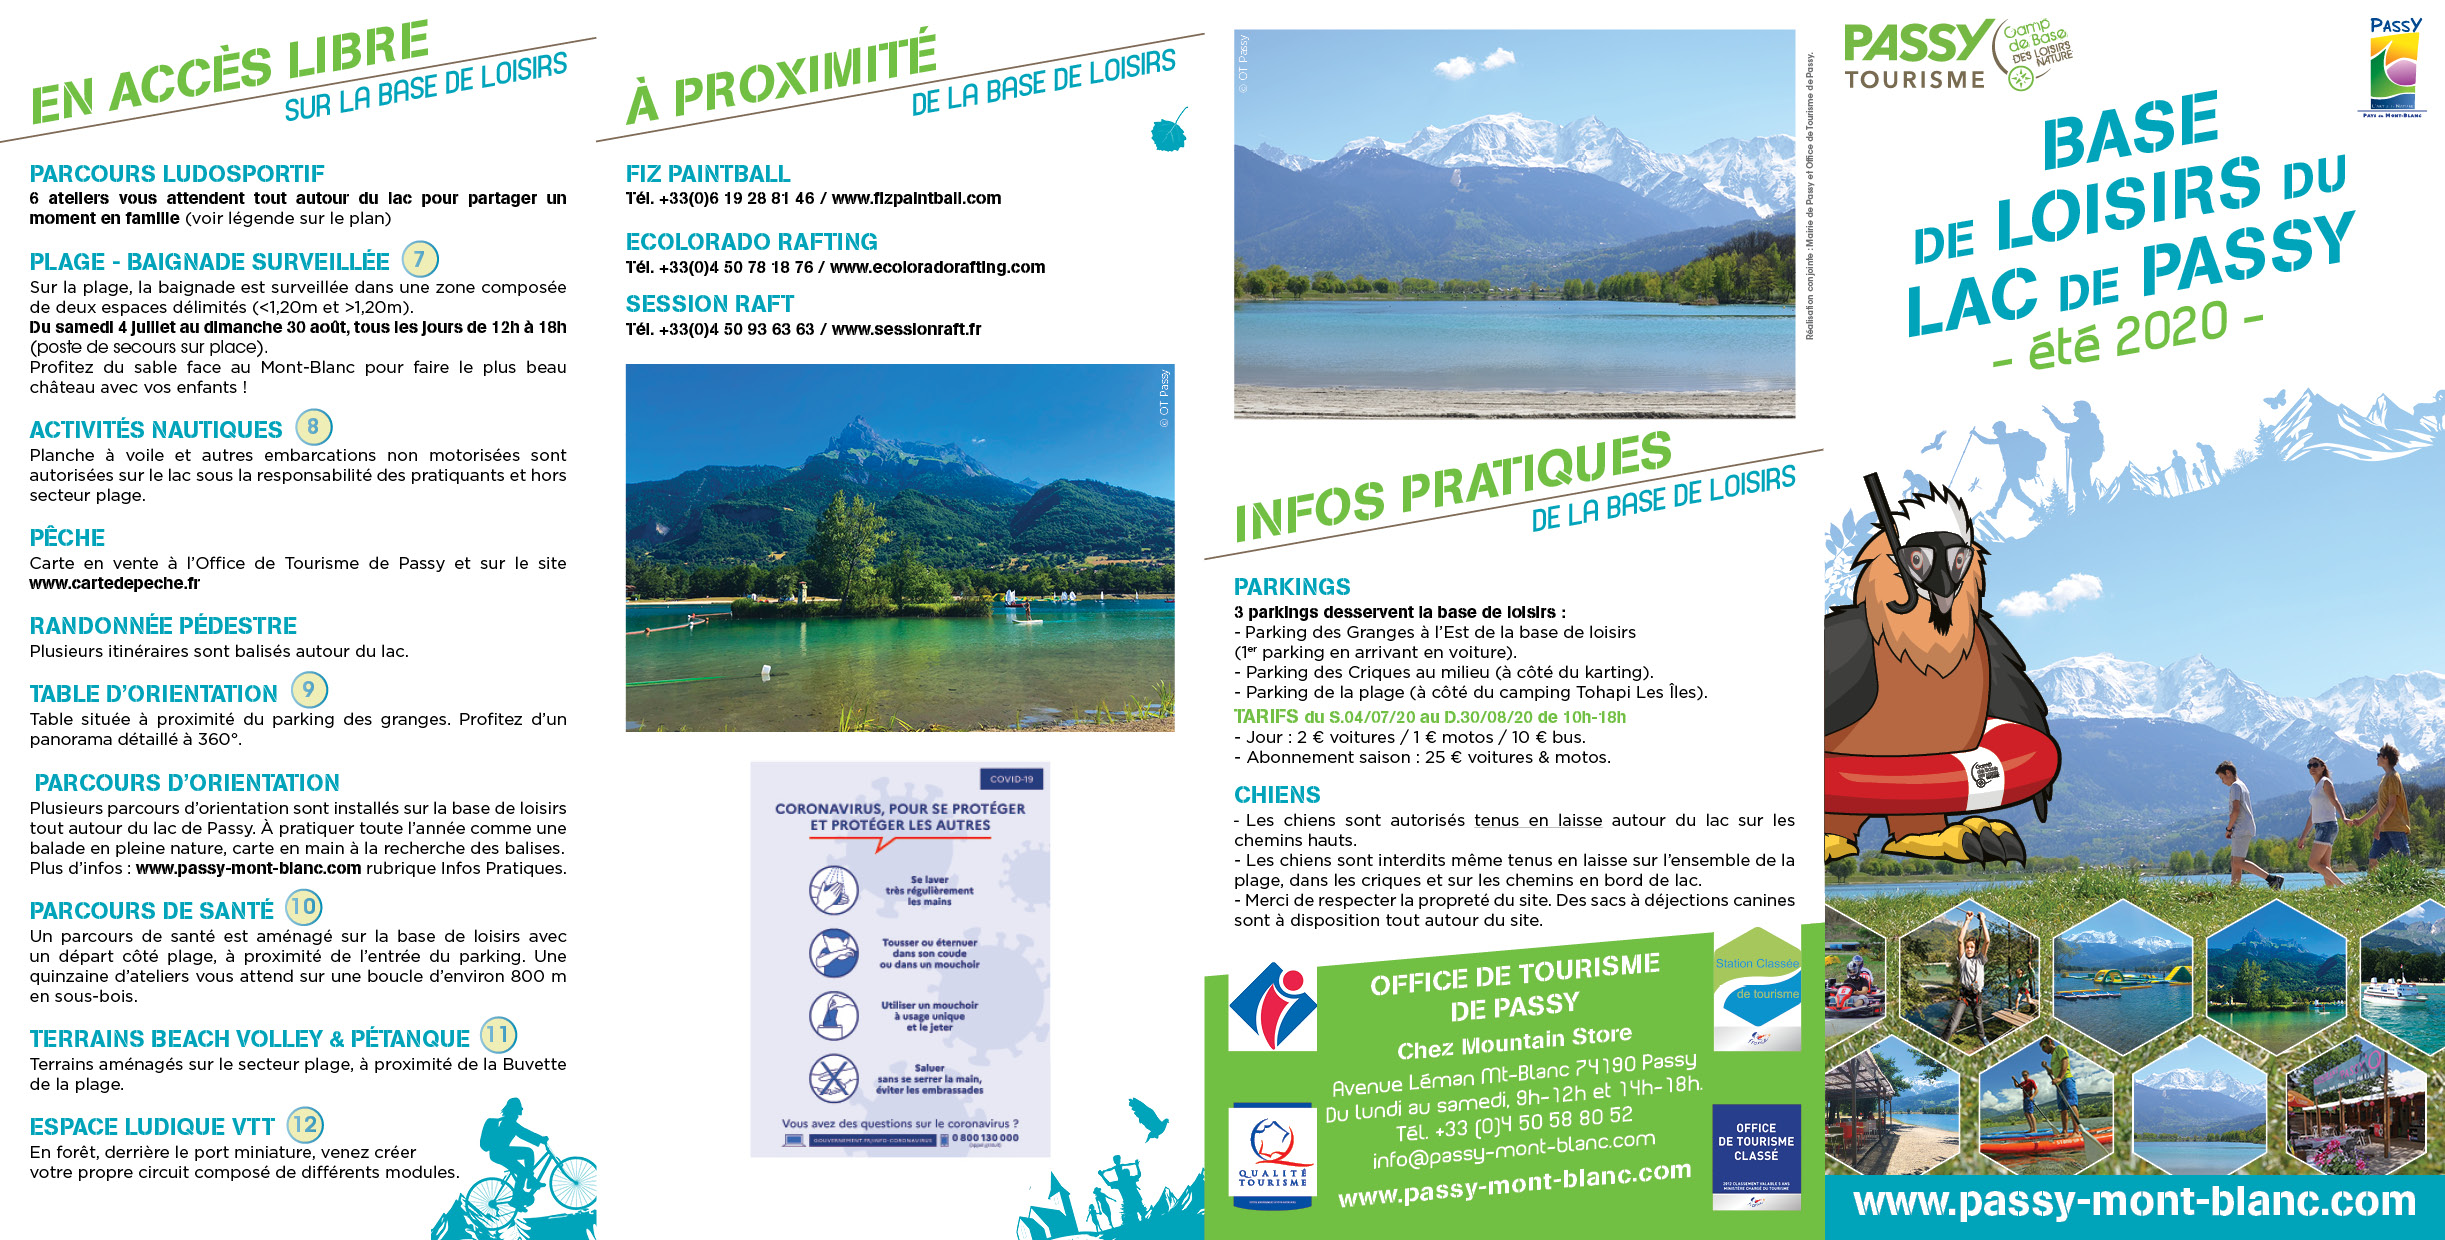 EN ACCÈS LIBRE
SUR LA BASE DE LOISIRS
PARCOURS LUDOSPORTIF
6 ateliers vous attendent tout autour du lac pour partager un
moment en famille (voir légende sur le plan)
PLAGE - BAIGNADE SURVEILLÉE 7
Sur la plage, la baignade est surveillée dans une zone composée
de deux espaces délimités (<1,20m et >1,20m).
Du samedi 4 juillet au dimanche 30 août, tous les jours de 12h à 18h
(poste de secours sur place).
Profitez du sable face au Mont-Blanc pour faire le plus beau
château avec vos enfants !
ACTIVITÉS NAUTIQUES 8
Planche à voile et autres embarcations non motorisées sont
autorisées sur le lac sous la responsabilité des pratiquants et hors
secteur plage.
PÊCHE
Carte en vente à l'Office de Tourisme de Passy et sur le site
www.cartedepeche.fr
RANDONNÉE PÉDESTRE
Plusieurs itinéraires sont balisés autour du lac.
TABLE D'ORIENTATION 9
Table située à proximité du parking des granges. Profitez d'un
panorama détaillé à 360°.
PARCOURS D'ORIENTATION
Plusieurs parcours d'orientation sont installés sur la base de loisirs
tout autour du lac de Passy. À pratiquer toute l'année comme une
balade en pleine nature, carte en main à la recherche des balises.
Plus d'infos : www.passy-mont-blanc.com rubrique Infos Pratiques.
PARCOURS DE SANTÉ 10
Un parcours de santé est aménagé sur la base de loisirs avec
un départ côté plage, à proximité de l'entrée du parking. Une
quinzaine d'ateliers vous attend sur une boucle d'environ 800 m
en sous-bois.
TERRAINS BEACH VOLLEY & PÉTANQUE 11
Terrains aménagés sur le secteur plage, à proximité de la Buvette
de la plage.
ESPACE LUDIQUE VTT 12
En forêt, derrière le port miniature, venez créer
votre propre circuit composé de différents modules.
À PROXIMITÉ
DE LA BASE DE LOISIRS
FIZ PAINTBALL
Tél. +33(0)6 19 28 81 46 / www.fizpaintball.com
ECOLORADO RAFTING
Tél. +33(0)4 50 78 18 76 / www.ecoloradorafting.com
SESSION RAFT
Tél. +33(0)4 50 93 63 63 / www.sessionraft.fr
© OT Passy
COVID-19
CORONAVIRUS, POUR SE PROTÉGER
ET PROTÉGER LES AUTRES
Se laver
très régulièrement
les mains
Tousser ou éternuer
dans son coude
ou dans un mouchoir
Utiliser un mouchoir
à usage unique
et le jeter
Saluer
sans se serrer la main,
éviter les embrassades
Vous avez des questions sur le coronavirus ?
GOUVERNEMENT.FR/INFO-CORONAVIRUS
0 800 130 000
(appel gratuit)
© OT Passy
Réalisation conjointe : Mairie de Passy et Office de Tourisme de Passy.
INFOS PRATIQUES
DE LA BASE DE LOISIRS
PARKINGS
3 parkings desservent la base de loisirs :
- Parking des Granges à l'Est de la base de loisirs
(1er parking en arrivant en voiture).
- Parking des Criques au milieu (à côté du karting).
- Parking de la plage (à côté du camping Tohapi Les Îles).
TARIFS du S.04/07/20 au D.30/08/20 de 10h-18h
- Jour : 2 € voitures / 1 € motos / 10 € bus.
- Abonnement saison : 25 € voitures & motos.
CHIENS
- Les chiens sont autorisés tenus en laisse autour du lac sur les
chemins hauts.
- Les chiens sont interdits même tenus en laisse sur l'ensemble de la
plage, dans les criques et sur les chemins en bord de lac.
- Merci de respecter la propreté du site. Des sacs à déjections canines
sont à disposition tout autour du site.
OFFICE DE TOURISME
DE PASSY
Chez Mountain Store
Avenue Léman Mt-Blanc 74190 Passy
Du lundi au samedi, 9h-12h et 14h-18h.
Tél. +33 (0)4 50 58 80 52
info@passy-mont-blanc.com
www.passy-mont-blanc.com
Station Classée
de tourisme
QUALITÉ
TOURISME
OFFICE
DE TOURISME
CLASSÉ
2012 CLASSEMENT VALABLE 5 ANS
MINISTÈRE CHARGÉ DU TOURISME
PASSY
TOURISME
Camp
de Base
DES LOISIRS
NATURE
PASSY
PAYS DU MONT-BLANC
BASE
DE LOISIRS DU
LAC DE PASSY
- été 2020 -
www.passy-mont-blanc.com